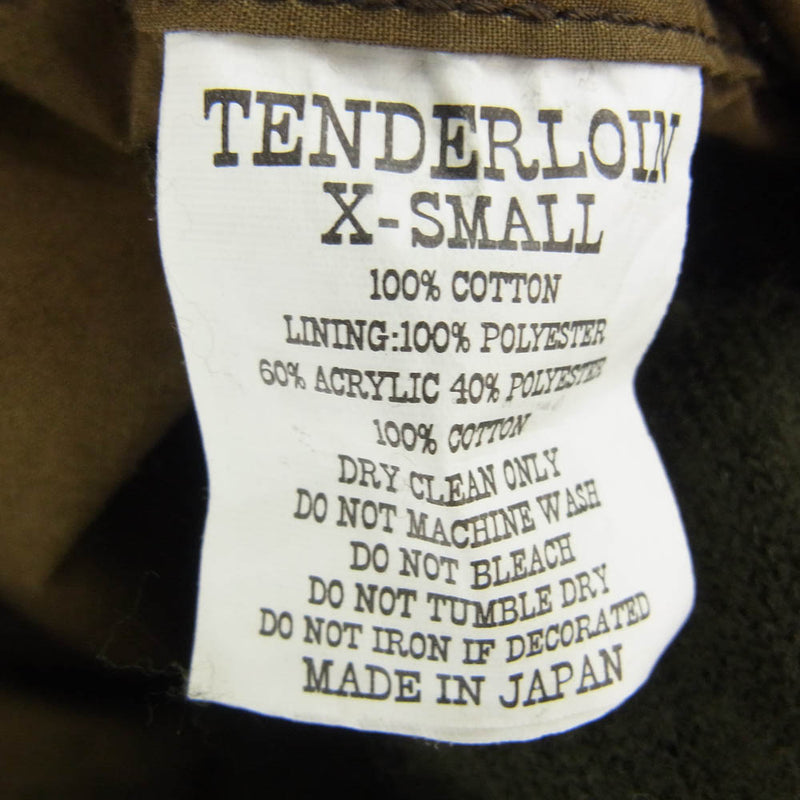 TENDERLOIN
X-SMALL
100% COTTON
LINING:100% POLYESTER
60% ACRYLIC 40% POLYESTER
100% COTTON
DRY CLEAN ONLY
DO NOT MACHINE WASH
DO NOT BLEACH
DO NOT TUMBLE DRY
DO NOT IRON IF DECORATED
MADE IN JAPAN